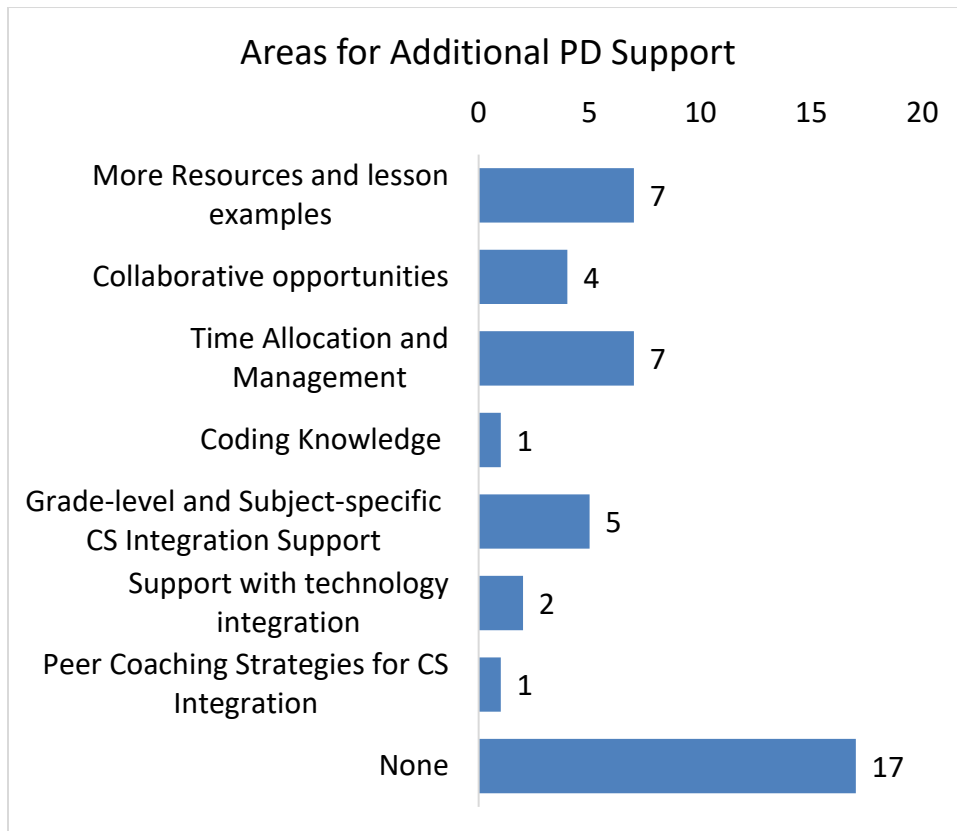 Areas for Additional PD Support
0 5 10 15 20
More Resources and lesson
examples
7
Collaborative opportunities
4
Time Allocation and
Management
7
Coding Knowledge
1
Grade-level and Subject-specific
CS Integration Support
5
Support with technology
integration
2
Peer Coaching Strategies for CS
Integration
1
None
17